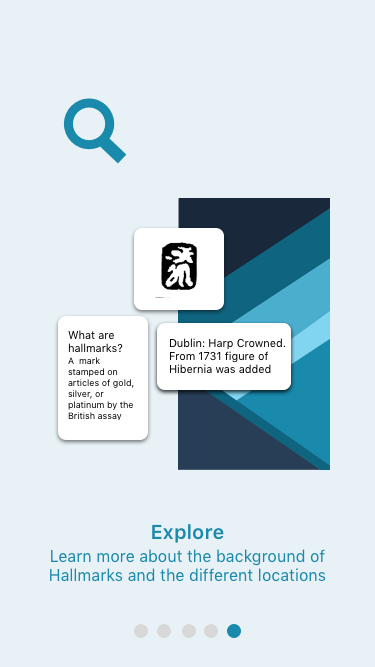 What are
hallmarks?
A mark
stamped on
articles of gold,
silver, or
platinum by the
British assay
Dublin: Harp Crowned.
From 1731 figure of
Hibernia was added
Explore
Learn more about the background of
Hallmarks and the different locations